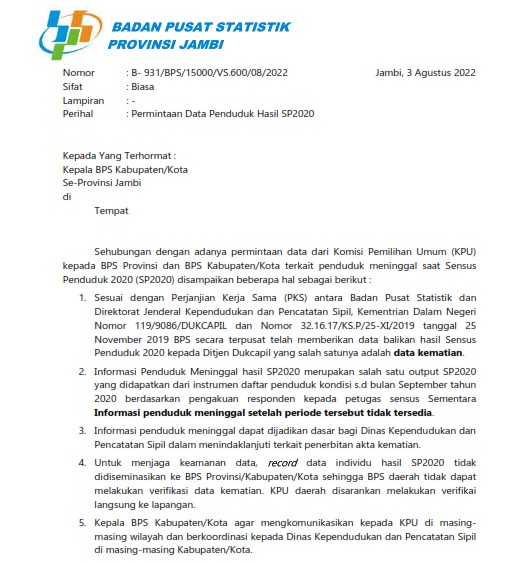 BADAN PUSAT STATISTIK
PROVINSI JAMBI
Nomor : B- 931/BPS/15000/VS.600/08/2022 Jambi, 3 Agustus 2022
Sifat : Biasa
Lampiran : -
Perihal : Permintaan Data Penduduk Hasil SP2020
Kepada Yang Terhormat :
Kepala BPS Kabupaten/Kota
Se-Provinsi Jambi
di
Tempat
Sehubungan dengan adanya permintaan data dari Komisi Pemilihan Umum (KPU)
kepada BPS Provinsi dan BPS Kabupaten/Kota terkait penduduk meninggal saat Sensus
Penduduk 2020 (SP2020) disampaikan beberapa hal sebagai berikut :
1. Sesuai dengan Perjanjian Kerja Sama (PKS) antara Badan Pusat Statistik dan
Direktorat Jenderal Kependudukan dan Pencatatan Sipil, Kementrian Dalam Negeri
Nomor 119/9086/DUKCAPIL dan Nomor 32.16.17/KS.P/25-XI/2019 tanggal 25
November 2019 BPS secara terpusat telah memberikan data balikan hasil Sensus
Penduduk 2020 kepada Ditjen Dukcapil yang salah satunya adalah data kematian.
2. Informasi Penduduk Meninggal hasil SP2020 merupakan salah satu output SP2020
yang didapatkan dari instrumen daftar penduduk kondisi s.d bulan September tahun
2020 berdasarkan pengakuan responden kepada petugas sensus Sementara
Informasi penduduk meninggal setelah periode tersebut tidak tersedia.
3. Informasi penduduk meninggal dapat dijadikan dasar bagi Dinas Kependudukan dan
Pencatatan Sipil dalam menindaklanjuti terkait penerbitan akta kematian.
4. Untuk menjaga keamanan data, record data individu hasil SP2020 tidak
didiseminasikan ke BPS Provinsi/Kabupaten/Kota sehingga BPS daerah tidak dapat
melakukan verifikasi data kematian. KPU daerah disarankan melakukan verifikai
langsung ke lapangan.
5. Kepala BPS Kabupaten/Kota agar mengkomunikasikan kepada KPU di masing-
masing wilayah dan berkoordinasi kepada Dinas Kependudukan dan Pencatatan Sipil
di masing-masing Kabupaten/Kota.